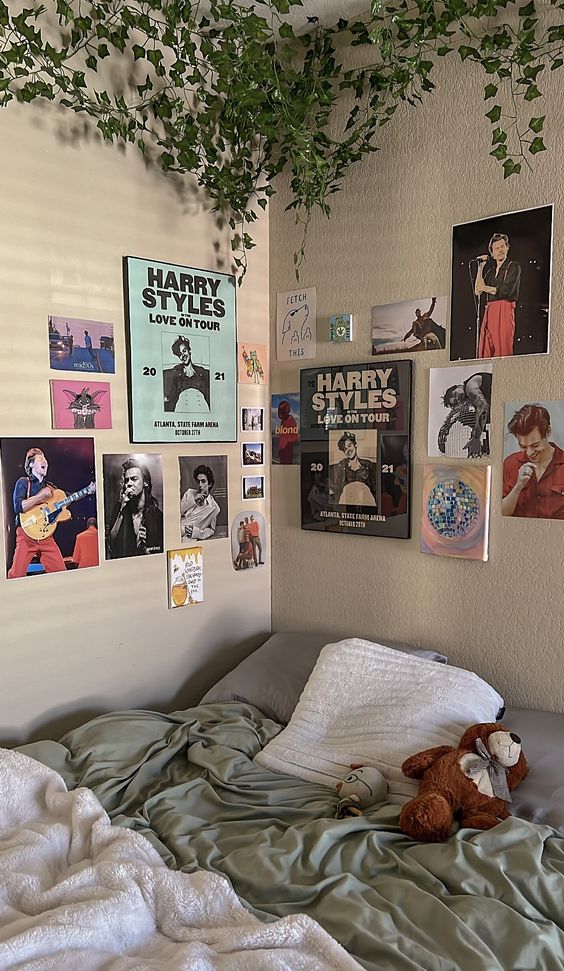 HARRY
STYLES
LOVE ON TOUR
20 21
ATLANTA, STATE FARM ARENA
OCTOBER 27TH
mid90s
FETCH
THIS
blond
HARRY
STYLES
LOVE ON TOUR
20 21
ATLANTA, STATE FARM ARENA
OCTOBER 28TH